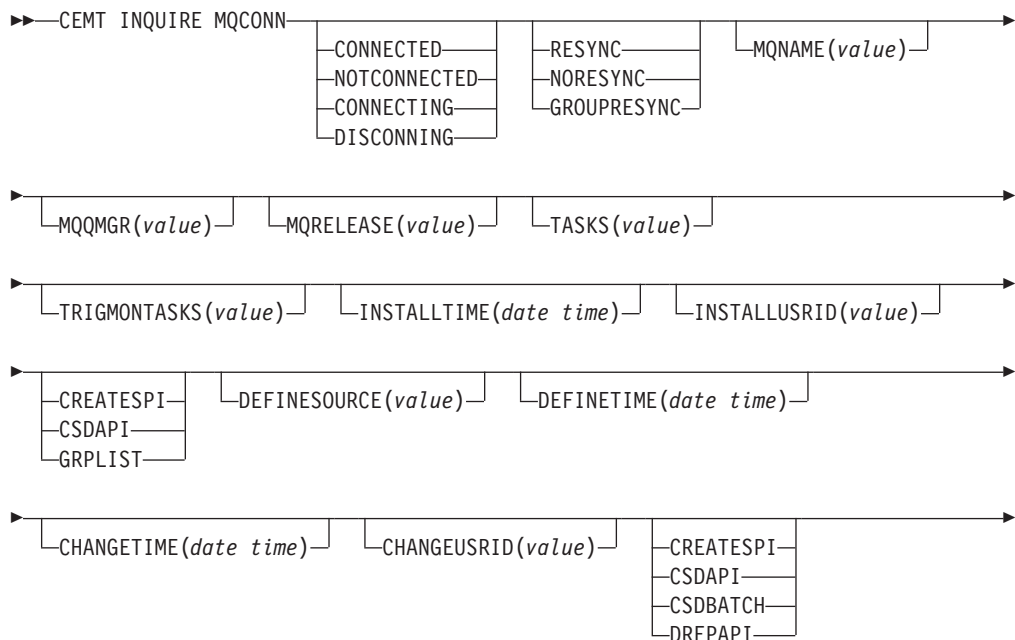 CEMT INQUIRE MQCONN
CONNECTED
NOTCONNECTED
CONNECTING
DISCONNING
RESYNC
NORESYNC
GROUPRESYNC
MQNAME(value)
MQQMGR(value)
MQRELEASE(value)
TASKS(value)
TRIGMONTASKS(value)
INSTALLTIME(date time)
INSTALLUSRID(value)
CREATESPI
CSDAPI
GRPLIST
DEFINESOURCE(value)
DEFINETIME(date time)
CHANGETIME(date time)
CHANGEUSRID(value)
CREATESPI
CSDAPI
CSDBATCH
DREPAPI